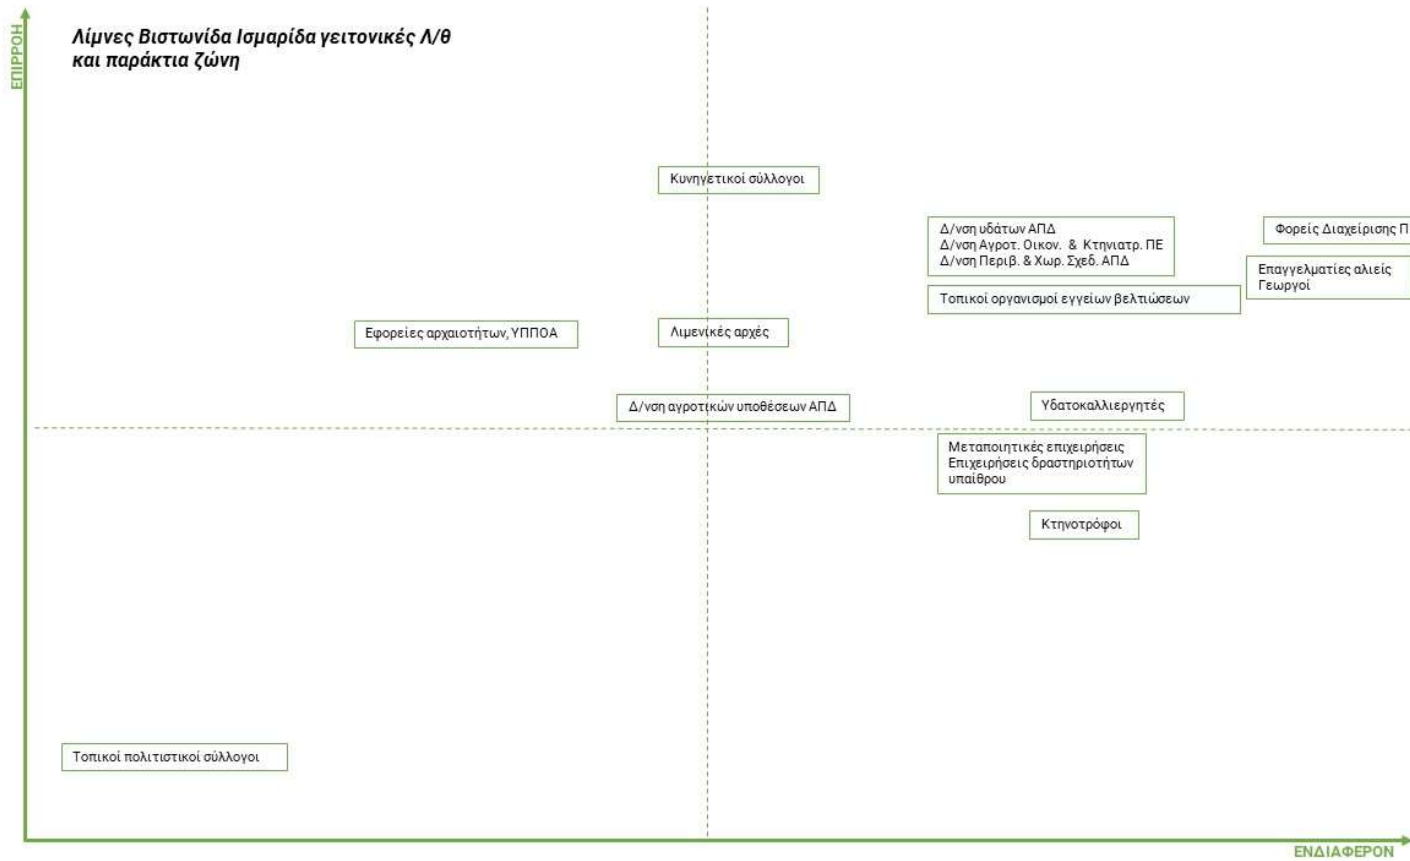 ΕΠΙΡΡΟΗ
Λίμνες Βιστωνίδα Ισμαρίδα γειτονικές Λ/θ
και παράκτια ζώνη
Κυνηγετικοί σύλλογοι
Δ/νση υδάτων ΑΠΔ
Δ/νση Αγροτ. Οικον. & Κτηνιατρ. ΠΕ
Δ/νση Περιβ. & Χωρ. Σχεδ. ΑΠΔ
Φορείς Διαχείρισης Π
Επαγγελματίες αλιείς
Γεωργοί
Τοπικοί οργανισμοί εγγείων βελτιώσεων
Εφορείες αρχαιοτήτων, ΥΠΠΟΑ
Λιμενικές αρχές
Δ/νση αγροτικών υποθέσεων ΑΠΔ
Υδατοκαλλιεργητές
Μεταποιητικές επιχειρήσεις
Επιχειρήσεις δραστηριοτήτων
υπαίθρου
Κτηνοτρόφοι
Τοπικοί πολιτιστικοί σύλλογοι
ΕΝΔΙΑΦΕΡΟΝ